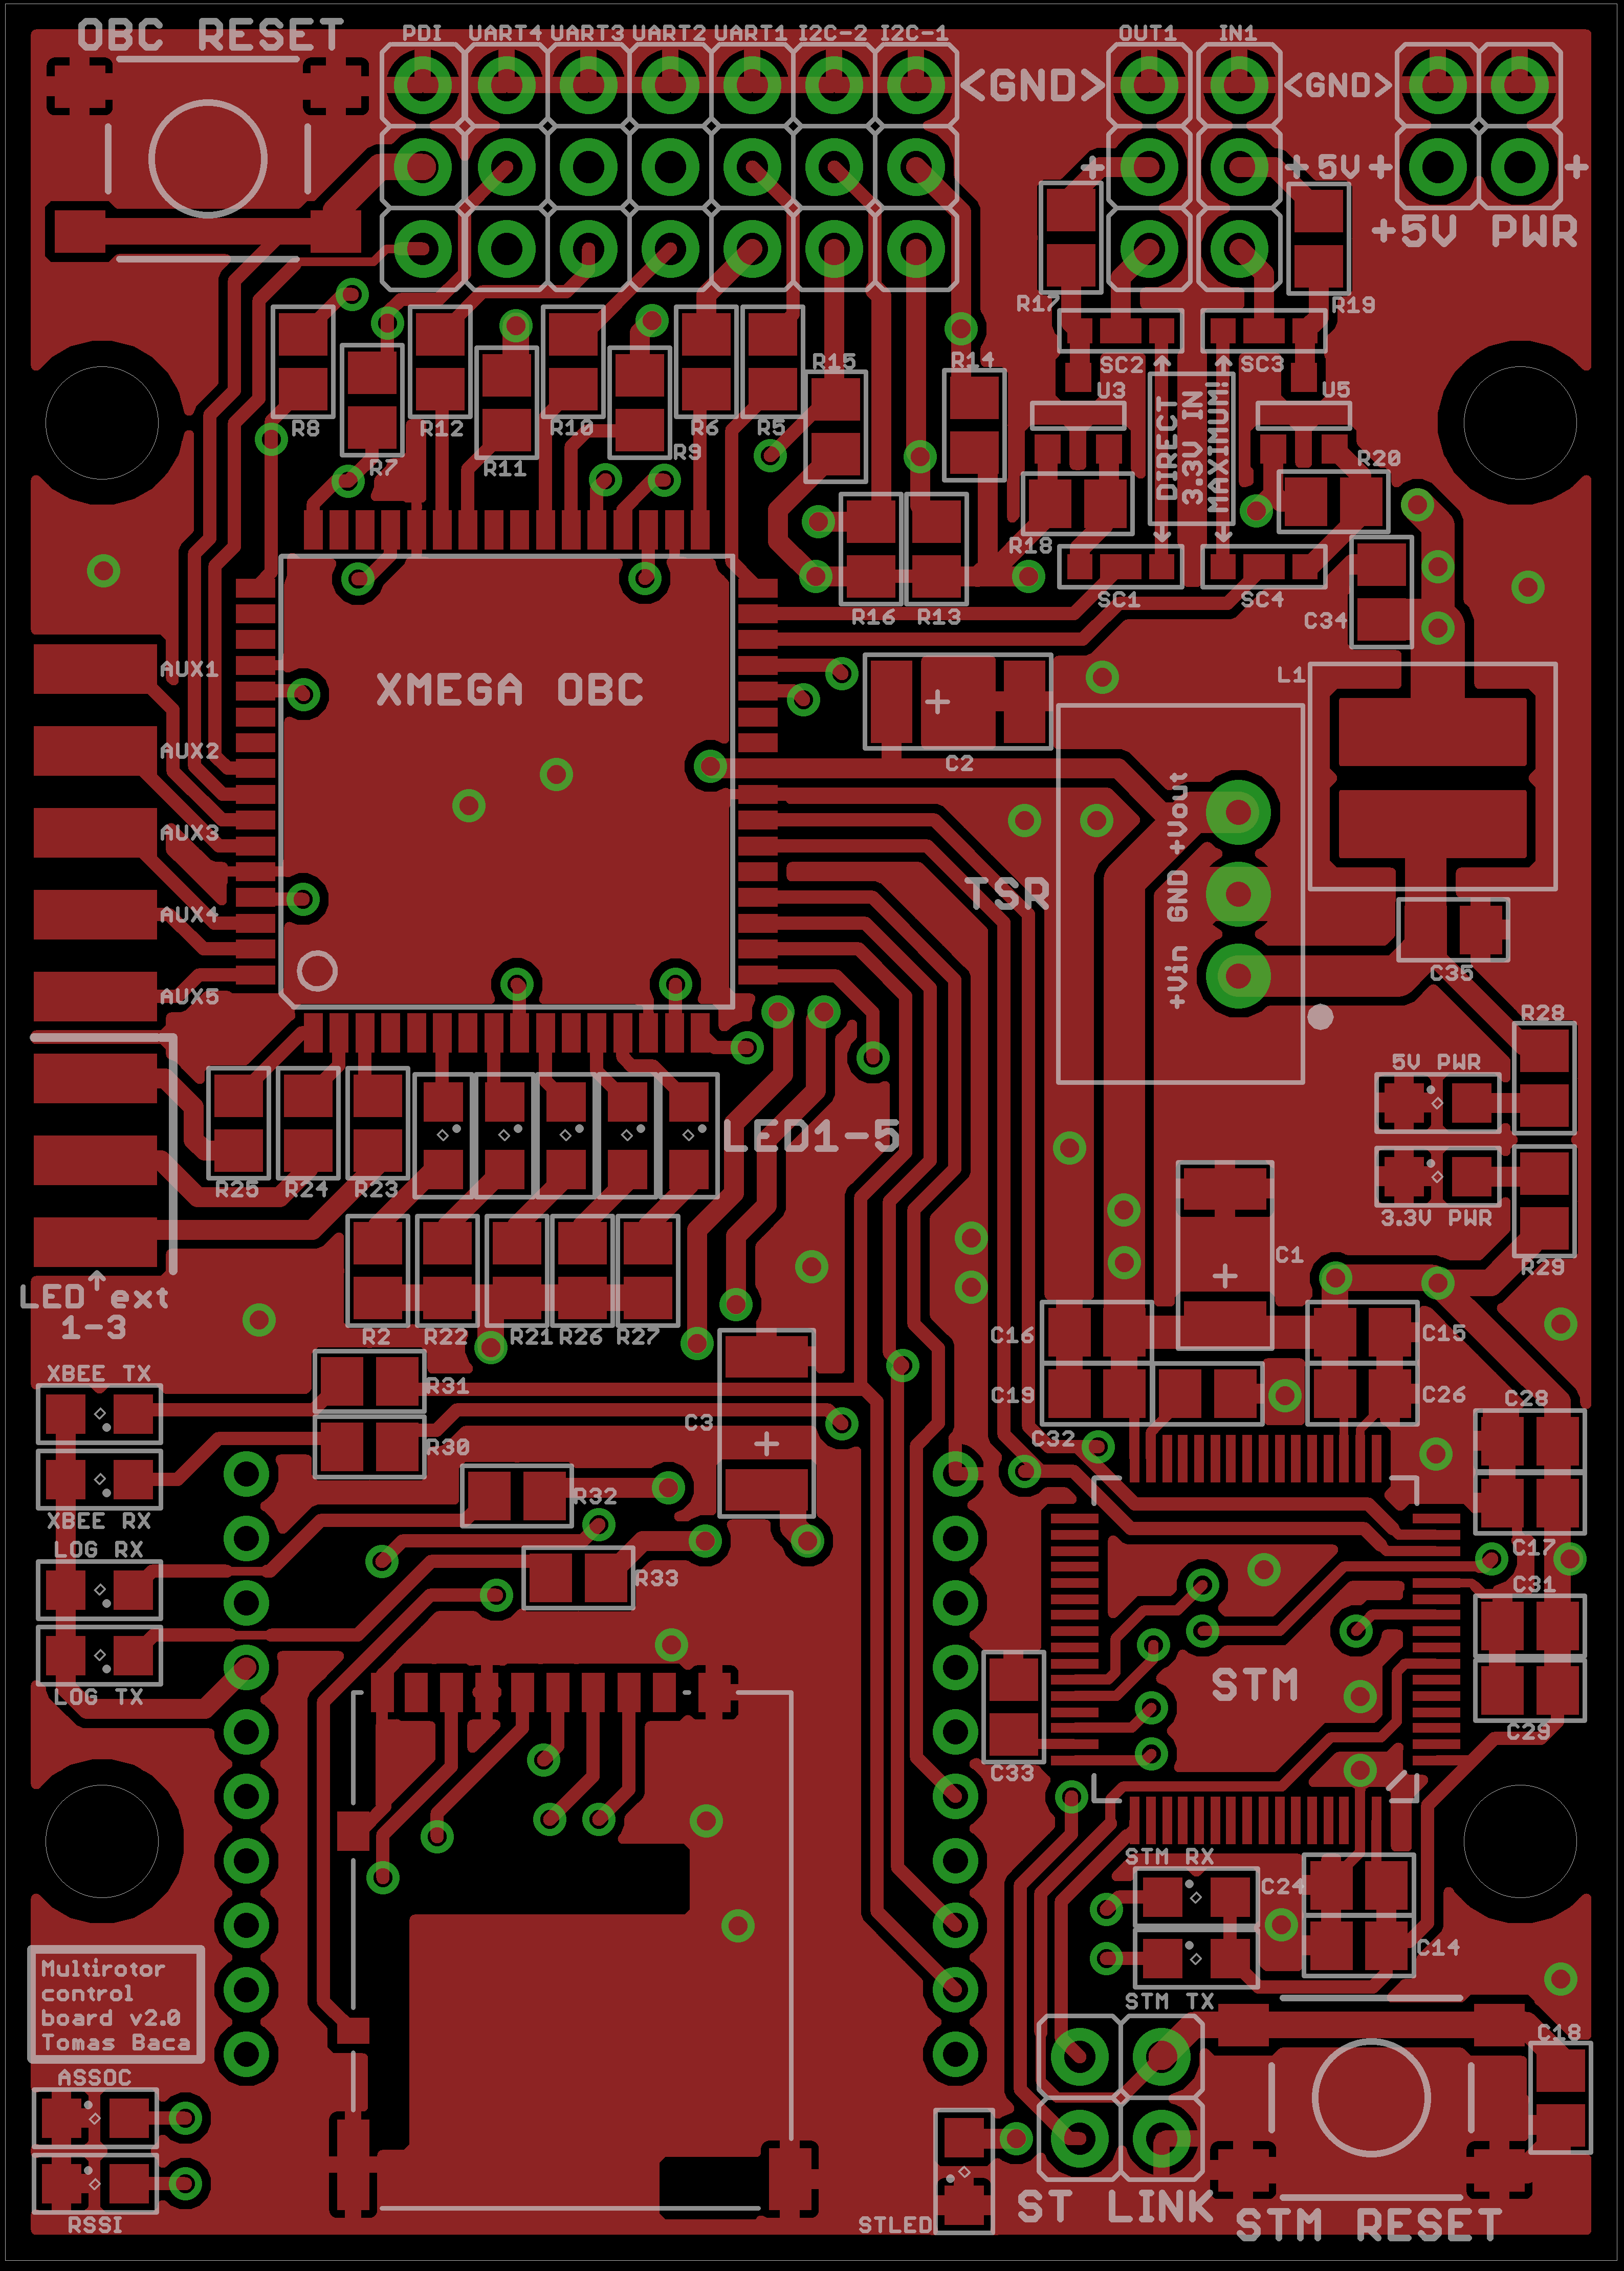 OBC RESET
PDI UART4 UART3 UART2 UART1 I2C-2 I2C-1
OUT1 IN1
<GND> <GND>
+ +5V+ +
+5V PWR
R17 R19
SC2 SC3
R15 R14
U3 U5
R8 R12 R10 R6 R5
R7 R11 R9
DIRECT
3.3V IN
MAXIMUM!
R20
R18
SC1 SC4
R16 R13
C34
AUX1
XMEGA OBC
L1
+
C2
AUX2
AUX3
+Vin GND +Vout
TSR
AUX4
C35
AUX5
R28
5V PWR
LED1-5
R25 R24 R23
3.3V PWR
C1
+
R29
LED ext
1-3
R2 R22 R21 R26 R27
C16 C15
XBEE TX
R31
C19 C26
C28
C3
+
C32
R30
R32
XBEE RX
LOG RX
C17
R33
C31
STM
LOG TX
C29
C33
STM RX
C24
C14
STM TX
Multirotor
control
board v2.0
Tomas Baca
C18
ASSOC
ST LINK
RSSI
STLED
STM RESET